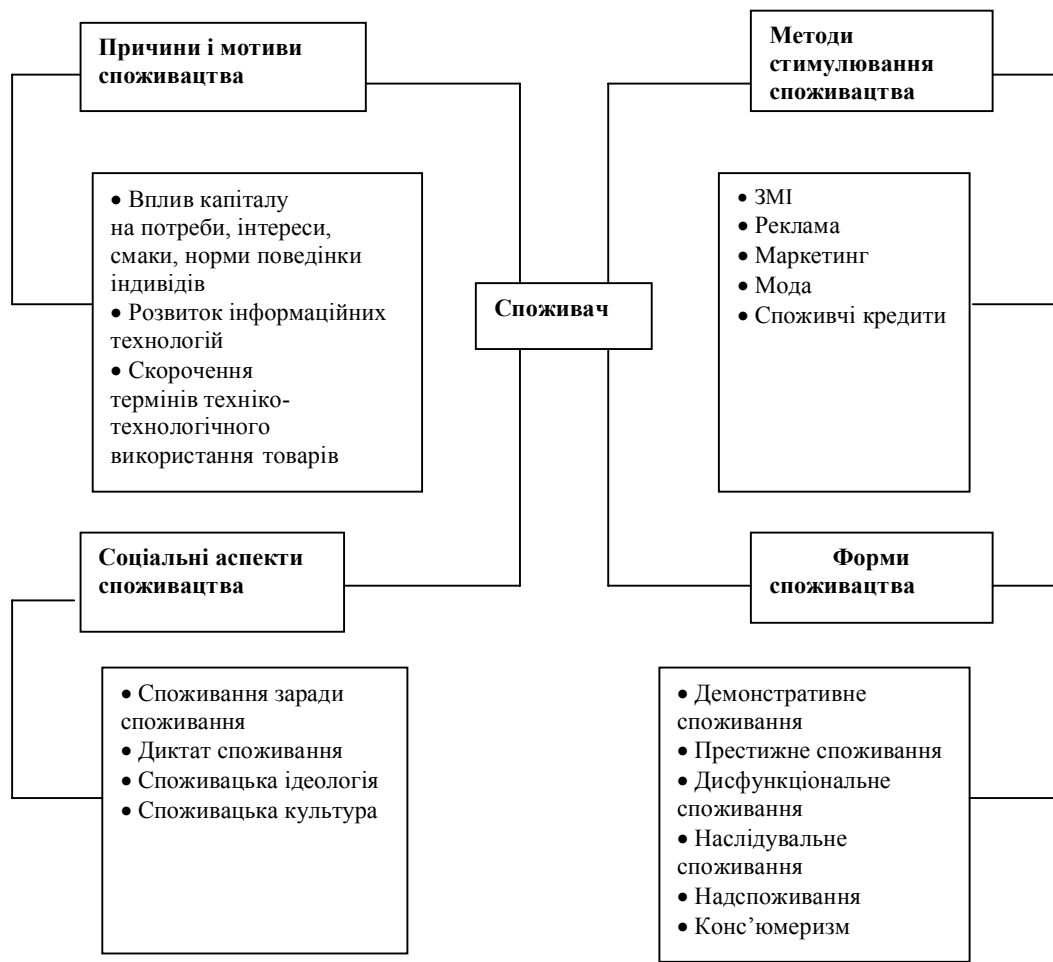 Причини і мотиви
споживацтва
Методи
стимулювання
споживацтва
• Вплив капіталу
на потреби, інтереси,
смаки, норми поведінки
індивідів
• Розвиток інформаційних
технологій
• Скорочення
термінів техніко-
технологічного
використання товарів
• ЗМІ
• Реклама
• Маркетинг
• Мода
• Споживчі кредити
Споживач
Соціальні аспекти
споживацтва
Форми
споживацтва
• Споживання заради
споживання
• Диктат споживання
• Споживацька ідеологія
• Споживацька культура
• Демонстративне
споживання
• Престижне споживання
• Дисфункціональне
споживання
• Наслідувальне
споживання
• Надспоживання
• Конс’юмеризм